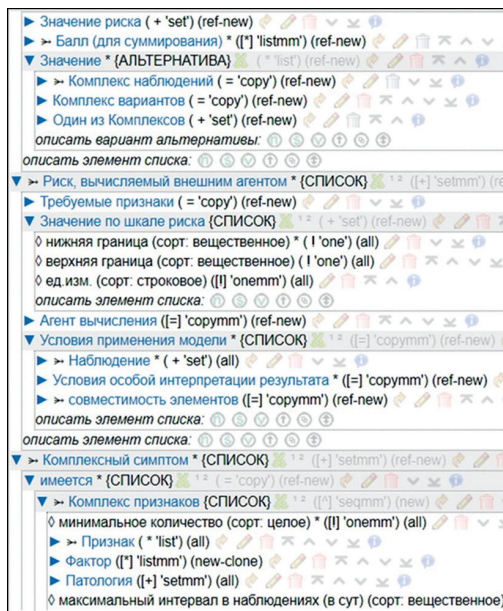 ► Значение риска ( + 'set') (ref-new)
► ➳ Балл (для суммирования) * ([*] 'listmm') (ref-new)
▼ Значение * {АЛЬТЕРНАТИВА} ( * 'list') (ref-new)
► ➳ Комплекс наблюдений ( = 'copy') (ref-new)
► Комплекс вариантов ( = 'copy') (ref-new)
► Один из Комплексов ( + 'set') (ref-new)
описать вариант альтернативы:
описать элемент списка:
▼ ➳ Риск, вычисляемый внешним агентом * {СПИСОК} 1 2 ([+] 'setmm') (re
► Требуемые признаки ( = 'copy') (ref-new)
▼ Значение по шкале риска {СПИСОК} 1 2 ( + 'set') (ref-new)
◊ нижняя граница (сорт: вещественное) * ( ! 'one') (all)
◊ верхняя граница (сорт: вещественное) ( ! 'one') (all)
◊ ед.изм. (сорт: строковое) ([!] 'onemm') (all)
описать элемент списка:
► Агент вычисления ([=] 'copymm') (ref-new)
▼ Условия применения модели * {СПИСОК} 1 2 ([=] 'copymm') (ref-new)
► ➳ Наблюдение * ( + 'set') (all)
► Условия особой интерпретации результата * ([=] 'copymm') (ref-new)
► ➳ совместимость элементов ([=] 'copymm') (ref-new)
описать элемент списка:
описать элемент списка:
▼ ➳ Комплексный симптом * {СПИСОК} 1 2 ([+] 'setmm') (ref-new)
▼ имеется * {СПИСОК} 1 2 ( = 'copy') (ref-new)
▼ ➳ Комплекс признаков {СПИСОК} 1 2 ([^] 'seqmm') (new)
◊ минимальное количество (сорт: целое) * ([!] 'onemm') (all)
► ➳ Признак ( * 'list') (all)
► Фактор ([*] 'listmm') (new-clone)
► Патология ([+] 'setmm') (all)
◊ максимальный интервал в наблюдениях (в сут) (сорт: вещественное)